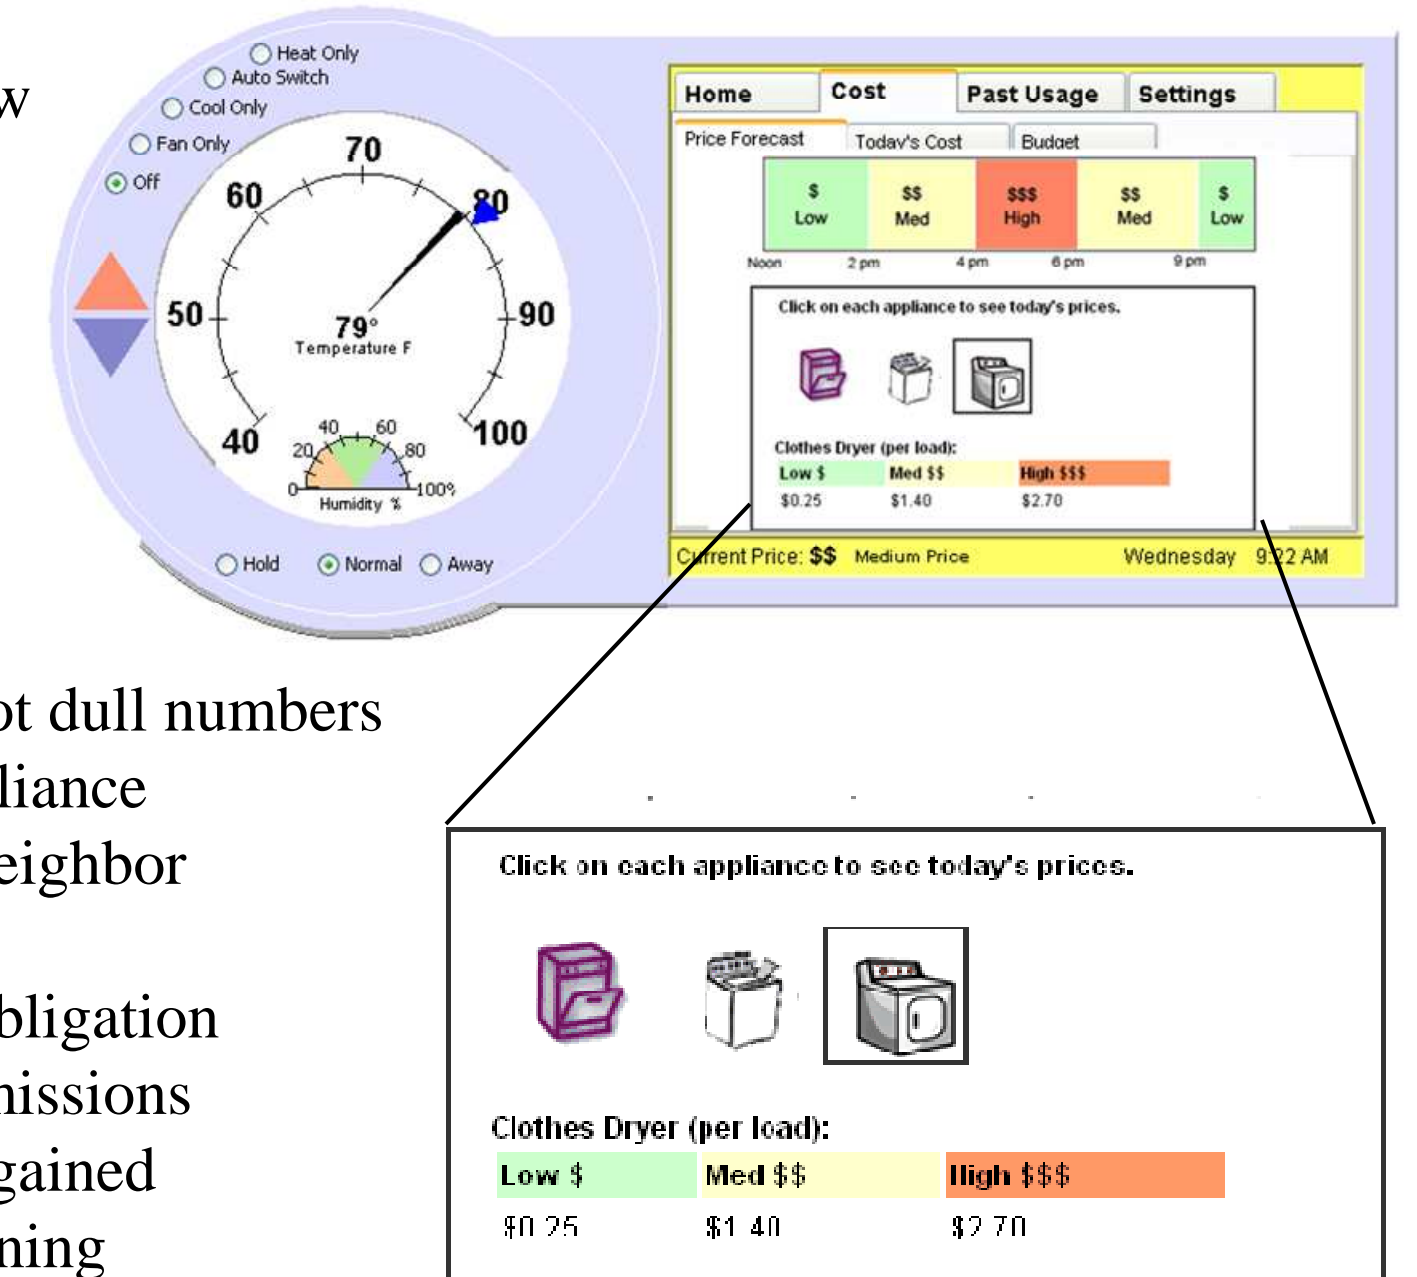 w
Heat Only
Auto Switch
Cool Only
Fan Only
Off
70
60
80
50
90
79°
Temperature F
40
100
40 60
20 80
0 100%
Humidity %
Hold Normal Away
Home Cost Past Usage Settings
Price Forecast Today's Cost Budget
$ $$ $$$ $$ $
Low Med High Med Low
Noon 2 pm 4 pm 6 pm 9 pm
Click on each appliance to see today's prices.
Clothes Dryer (per load):
Low $ Med $$ High $$$
$0.25 $1.40 $2.70
Current Price: $$ Medium Price Wednesday 9:22 AM
ot dull numbers
liance
eighbor
bligation
nissions
gained
ning
Click on each appliance to see today's prices.
Clothes Dryer (per load):
Low $ Med $$ High $$$
$0.25 $1.40 $2.70